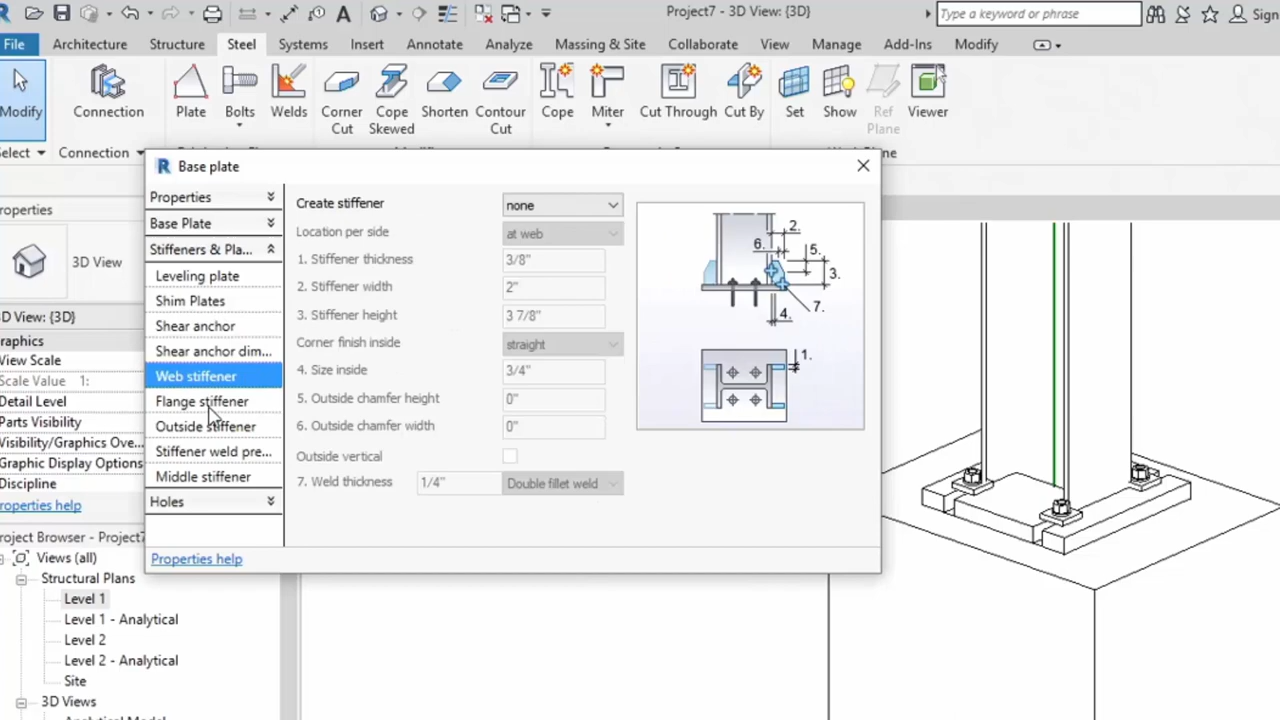 Project7 - 3D View: {3D}
Type a keyword or phrase
Sign
File
Architecture
Structure
Steel
Systems
Insert
Annotate
Analyze
Massing & Site
Collaborate
View
Manage
Add-Ins
Modify
Modify
Connection
Plate
Bolts
Welds
Corner Cut
Cope Skewed
Shorten
Contour Cut
Cope
Miter
Cut Through
Cut By
Set
Show
Ref Plane
Viewer
Select
Connection
ne
roperties
3D View
3D View: {3D}
raphics
View Scale
Scale Value 1:
Detail Level
Parts Visibility
Visibility/Graphics Ove...
Graphic Display Options
Discipline
roperties help
roject Browser - Project7
Views (all)
Structural Plans
Level 1
Level 1 - Analytical
Level 2
Level 2 - Analytical
Site
3D Views
Analytical Model
Base plate
Properties
Base Plate
Stiffeners & Pla...
Leveling plate
Shim Plates
Shear anchor
Shear anchor dim...
Web stiffener
Flange stiffener
Outside stiffener
Stiffener weld pre...
Middle stiffener
Holes
Properties help
Create stiffener none
Location per side at web
1. Stiffener thickness 3/8"
2. Stiffener width 2"
3. Stiffener height 3 7/8"
Corner finish inside straight
4. Size inside 3/4"
5. Outside chamfer height 0"
6. Outside chamfer width 0"
Outside vertical
7. Weld thickness 1/4" Double fillet weld
2.
6.
5.
3.
7.
4.
1.